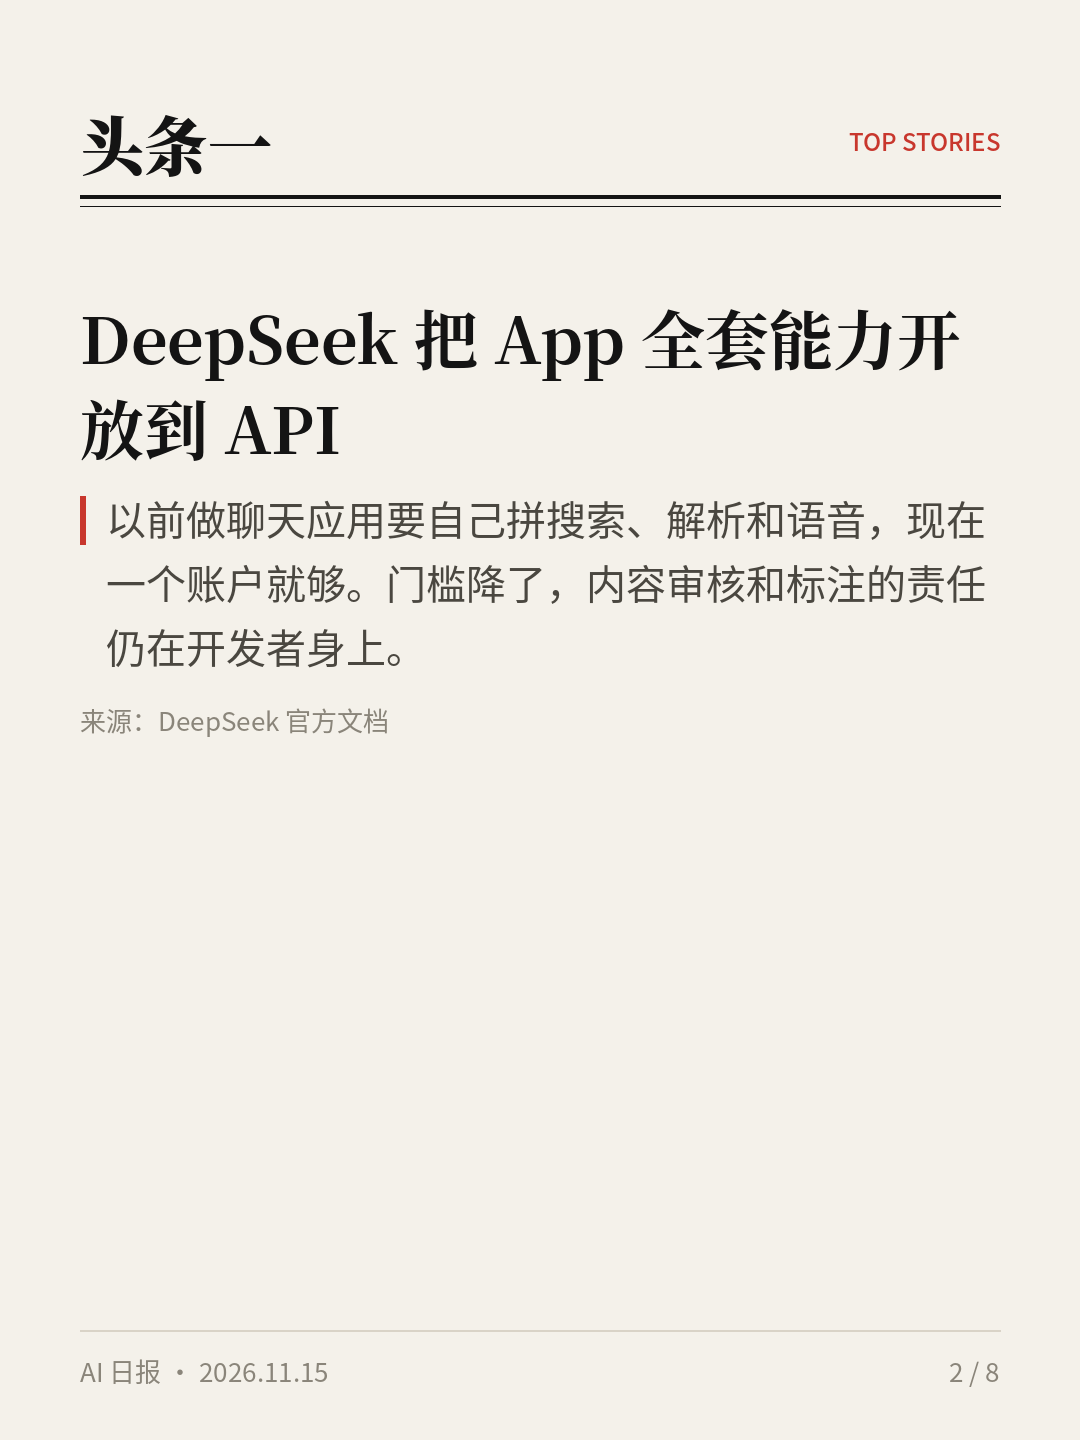 头条一
TOP STORIES
DeepSeek 把 App 全套能力开
放到 API
以前做聊天应用要自己拼搜索、解析和语音，现在
一个账户就够。门槛降了，内容审核和标注的责任
仍在开发者身上。
来源：DeepSeek 官方文档
AI 日报 · 2026.11.15
2 / 8